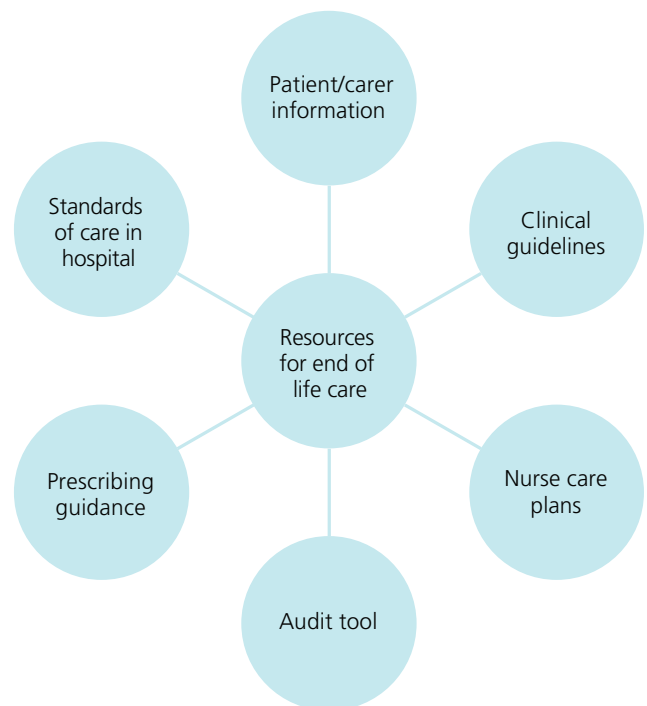 Patient/carer
information
Clinical
guidelines
Nurse care
plans
Audit tool
Prescribing
guidance
Standards
of care in
hospital
Resources
for end of
life care